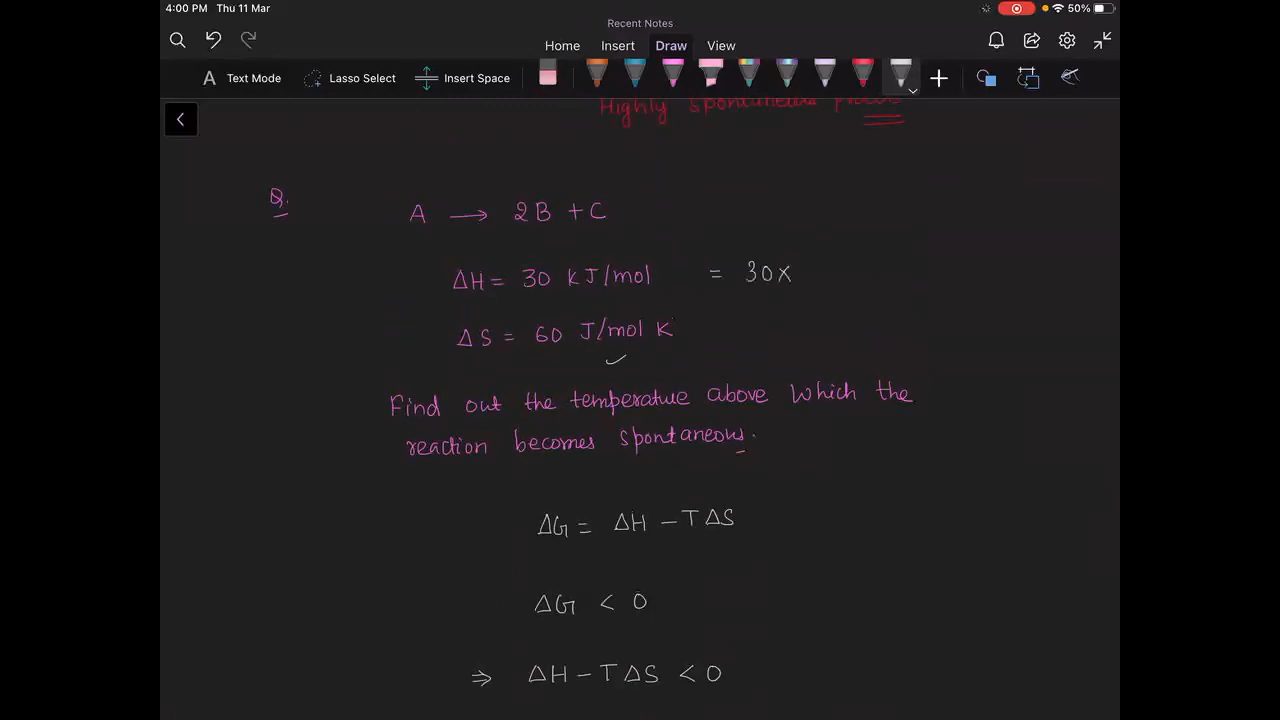 4:00 PM Thu 11 Mar
50%
Recent Notes
Home Insert Draw View
Text Mode Lasso Select Insert Space
Highly spontaneous
Q.
A → 2B + C
ΔH = 30 kJ/mol = 30×
ΔS = 60 J/mol K
Find out the temperature above which the
reaction becomes spontaneous.
ΔG = ΔH - TΔS
ΔG < 0
⇒ ΔH - TΔS < 0